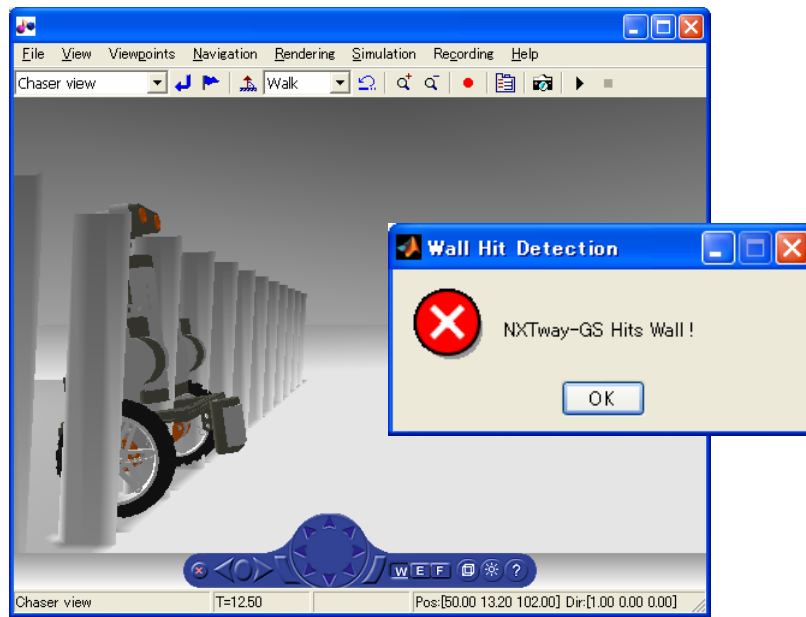 File View Viewpoints Navigation Rendering Simulation Recording Help
Chaser view Walk
Wall Hit Detection
NXTway-GS Hits Wall !
OK
W E F ?
Chaser view T=12.50 Pos:[50.00 13.20 102.00] Dir:[1.00 0.00 0.00]